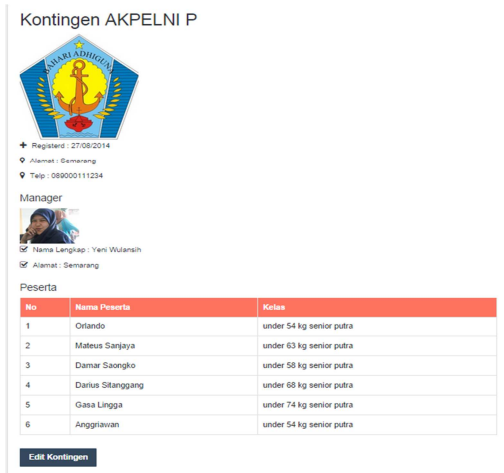 Kontingen AKPELNI P
BAHARI ADHIGUNA
Registerd : 27/08/2014
Alamat : Semarang
Telp : 089000111234
Manager
Nama Lengkap : Yeni Wulansih
Alamat : Semarang
Peserta
No Nama Peserta Kelas
1 Orlando under 54 kg senior putra
2 Mateus Sanjaya under 63 kg senior putra
3 Damar Saongko under 58 kg senior putra
4 Darius Sitanggang under 68 kg senior putra
5 Gasa Lingga under 74 kg senior putra
6 Anggriawan under 54 kg senior putra
Edit Kontingen